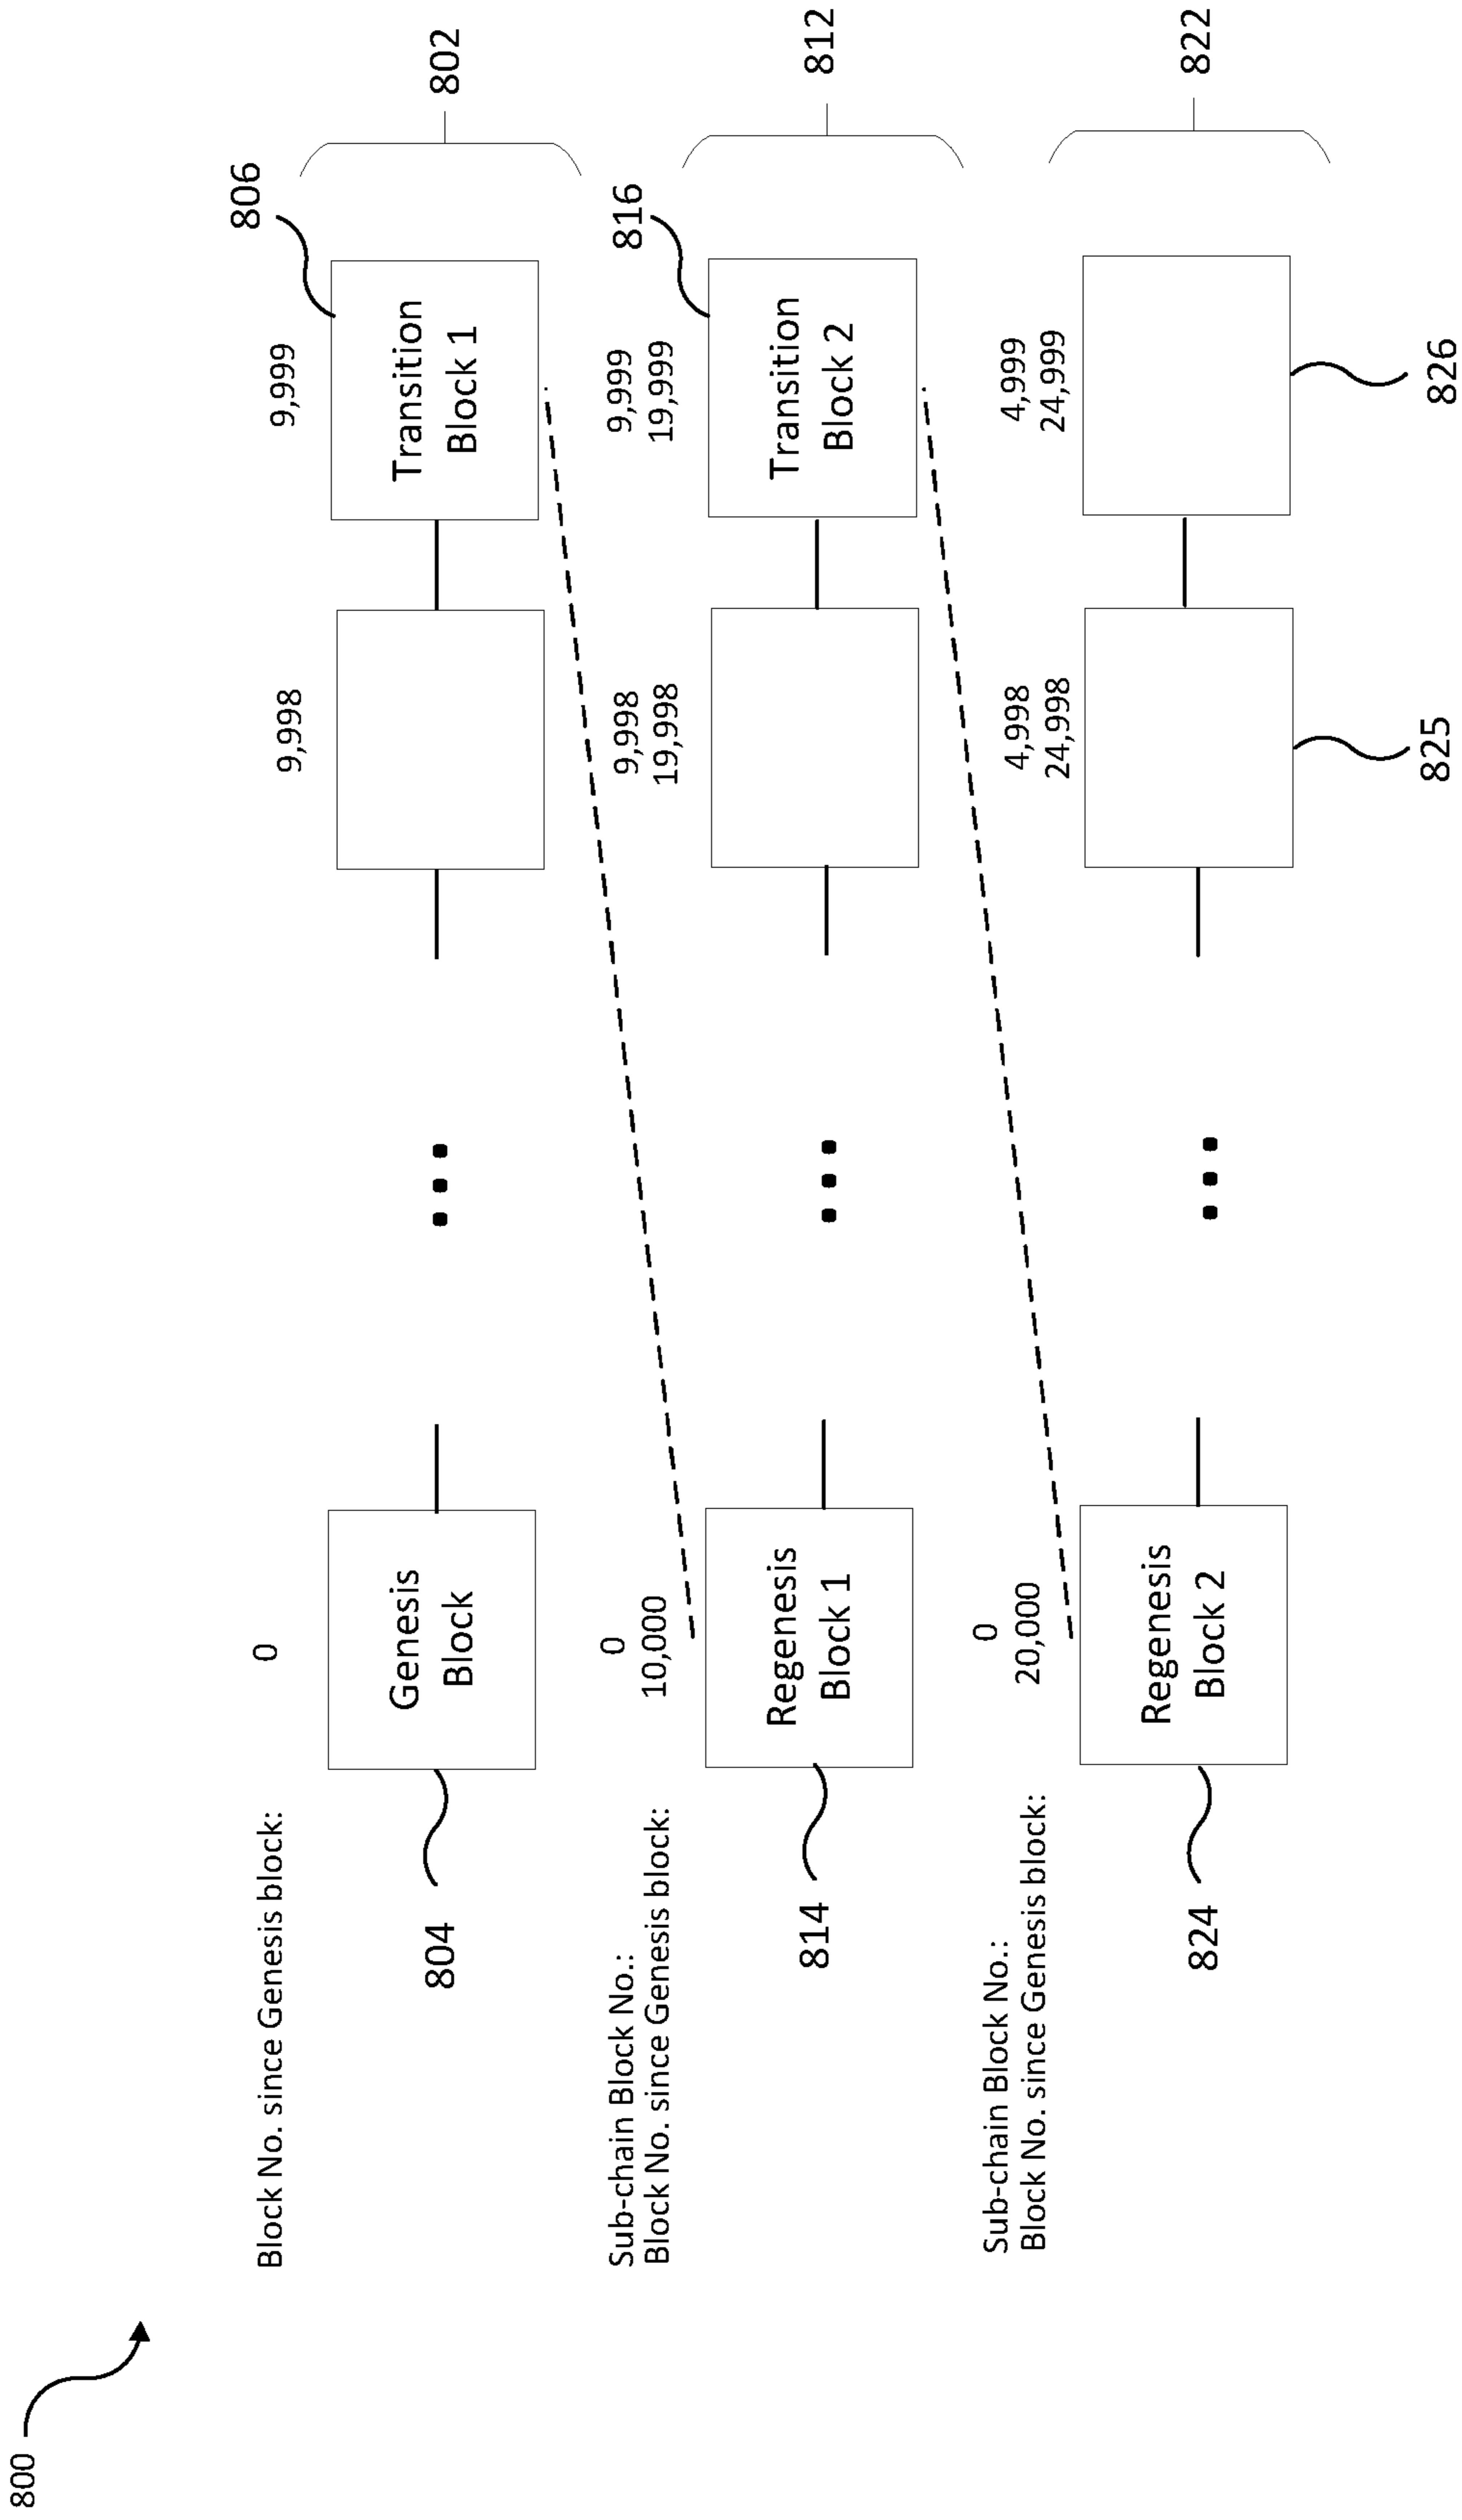 800
Block No. since Genesis block:
0
9,998
9,999
806
804
Genesis
Block
Transition
Block 1
802
Sub-chain Block No.:
0
9,998
9,999
Block No. since Genesis block:
10,000
19,998
19,999
816
814
Regenesis
Block 1
Transition
Block 2
812
Sub-chain Block No.:
0
4,998
4,999
Block No. since Genesis block:
20,000
24,998
24,999
824
Regenesis
Block 2
822
825
826